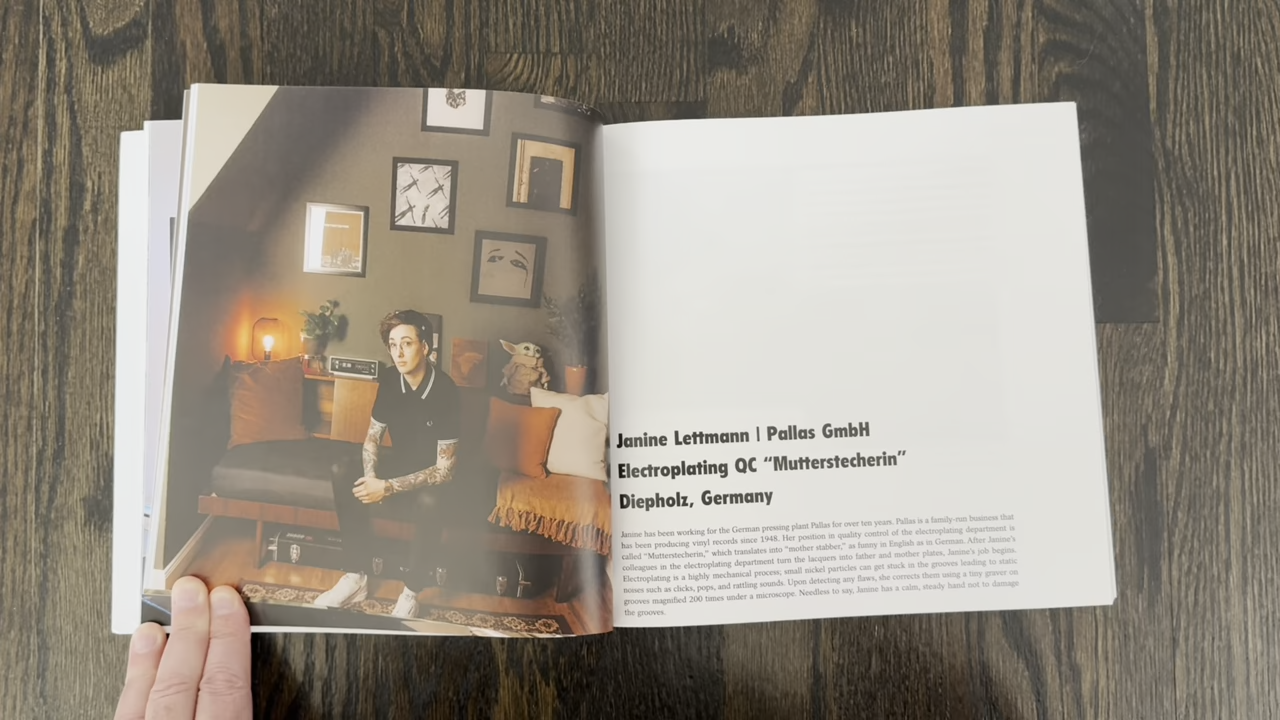 Janine Lettmann | Pallas GmbH
Electroplating QC “Mutterstecherin”
Diepholz, Germany
Janine has been working for the German pressing plant Pallas for over ten years. Pallas is a family-run business that
has been producing vinyl records since 1948. Her position in quality control of the electroplating department is
called “Mutterstecherin,” which translates into “mother stabber,” as funny in English as in German. After Janine’s
colleagues in the electroplating department turn the lacquers into father and mother plates, Janine’s job begins.
Electroplating is a highly mechanical process; small nickel particles can get stuck in the grooves leading to static
noises such as clicks, pops, and rattling sounds. Upon detecting any flaws, she corrects them using a tiny graver on
grooves magnified 200 times under a microscope. Needless to say, Janine has a calm, steady hand not to damage
the grooves.